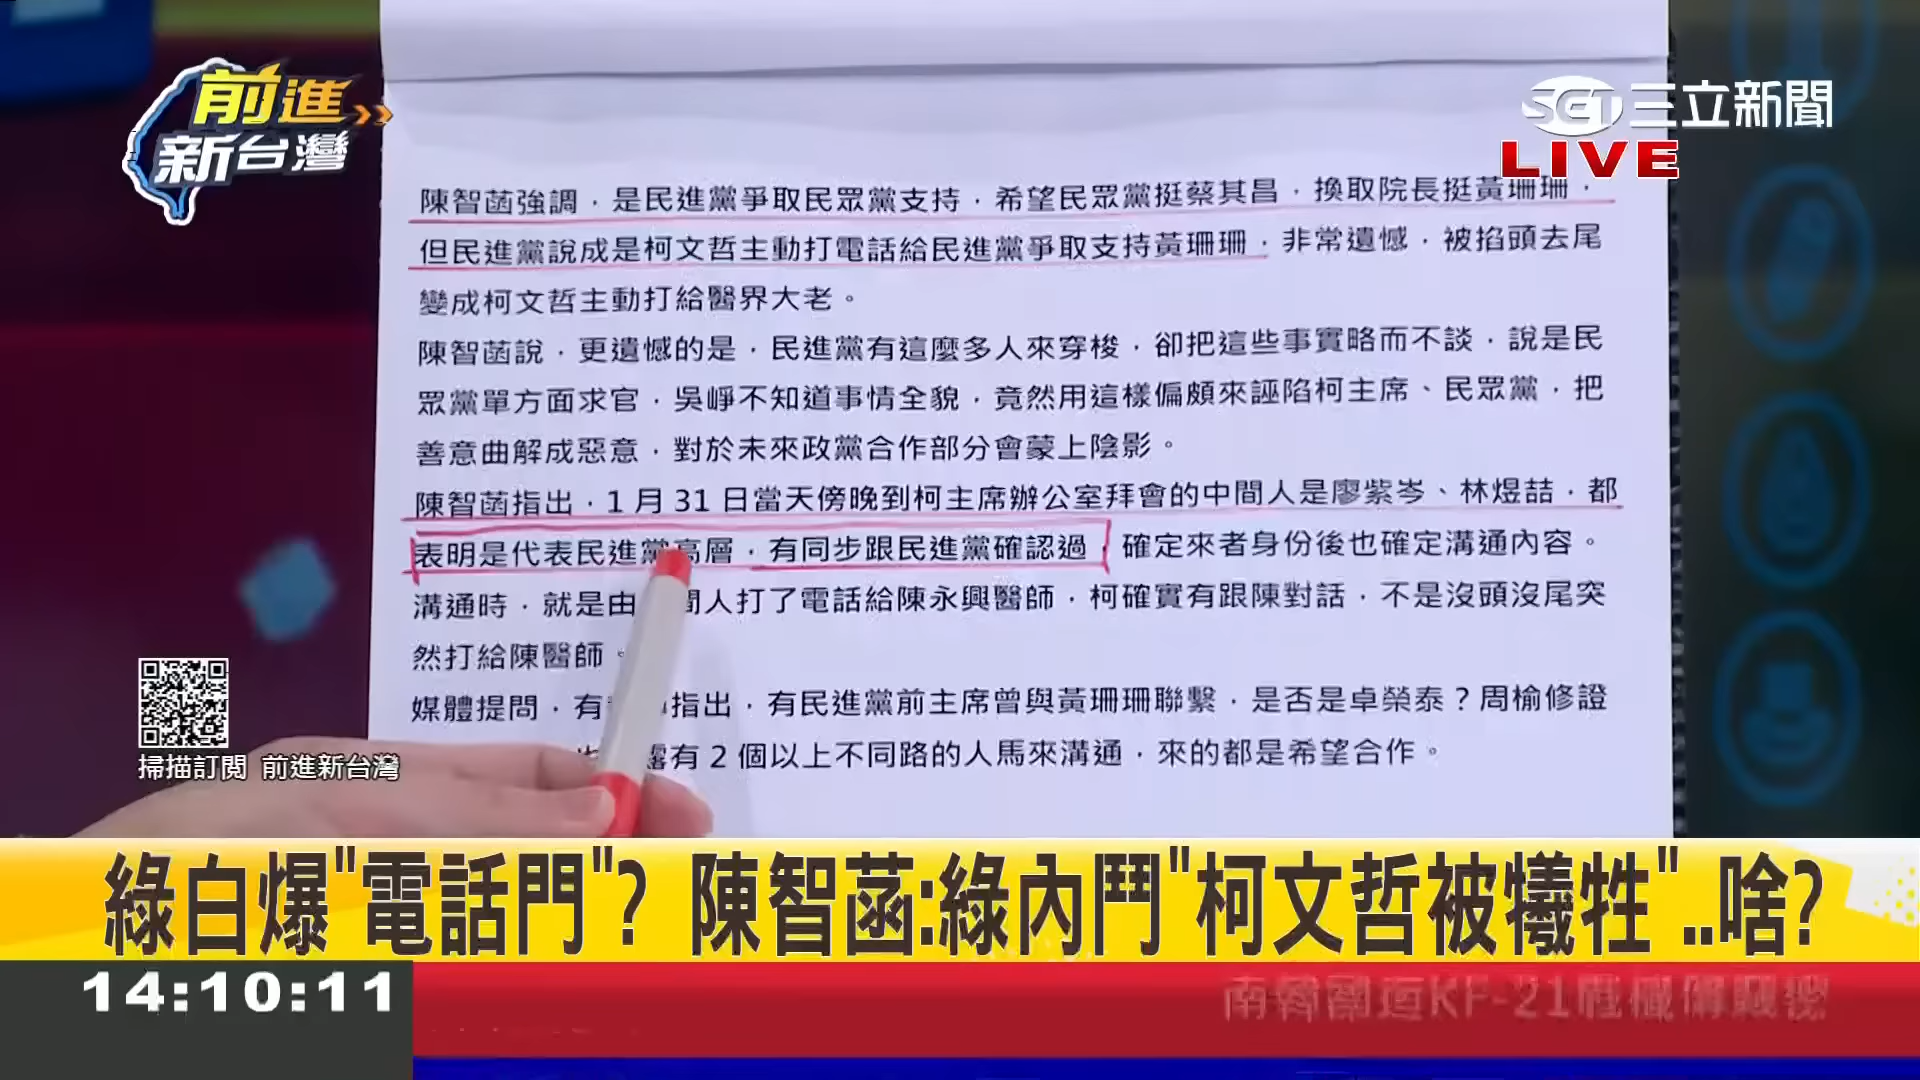 前進
新台灣
SET三立新聞
LIVE
陳智菡強調，是民進黨爭取民眾黨支持，希望民眾黨挺蔡其昌，換取院長挺黃珊珊，
但民進黨說成是柯文哲主動打電話給民進黨爭取支持黃珊珊，非常遺憾，被掐頭去尾
變成柯文哲主動打給醫界大老。
陳智菡說，更遺憾的是，民進黨有這麼多人來穿梭，卻把這些事實略而不談，說是民
眾黨單方面求官，吳崢不知道事情全貌，竟然用這樣偏頗來誣陷柯主席、民眾黨，把
善意曲解成惡意，對於未來政黨合作部分會蒙上陰影。
陳智菡指出，1月31日當天傍晚到柯主席辦公室拜會的中間人是廖紫岑、林煜喆，都
表明是代表民進黨高層，有同步跟民進黨確認過，確定來者身份後也確定溝通內容。
溝通時，就是由 人打了電話給陳永興醫師，柯確實有跟陳對話，不是沒頭沒尾突
然打給陳醫師。
媒體提問，有 指出，有民進黨前主席曾與黃珊珊聯繫，是否是卓榮泰？周榆修證
露有2個以上不同路的人馬來溝通，來的都是希望合作。
掃描訂閱 前進新台灣
綠白爆"電話門"? 陳智菡:綠內鬥"柯文哲被犧牲"..啥?
14:10:11